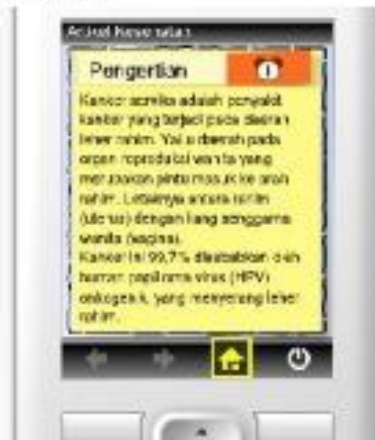 Artikel Kesehatan
Pengertian
Kanker serviks adalah penyakit
kanker yang terjadi pada daerah
leher rahim. Yaitu daerah pada
organ reproduksi wanita yang
merupakan pintu masuk ke arah
rahim. Letaknya antara rahim
(uterus) dengan liang senggama
wanita (vagina).
Kanker ini 99,7% disebabkan oleh
human papilloma virus (HPV)
onkogenik, yang menyerang leher
rahim.